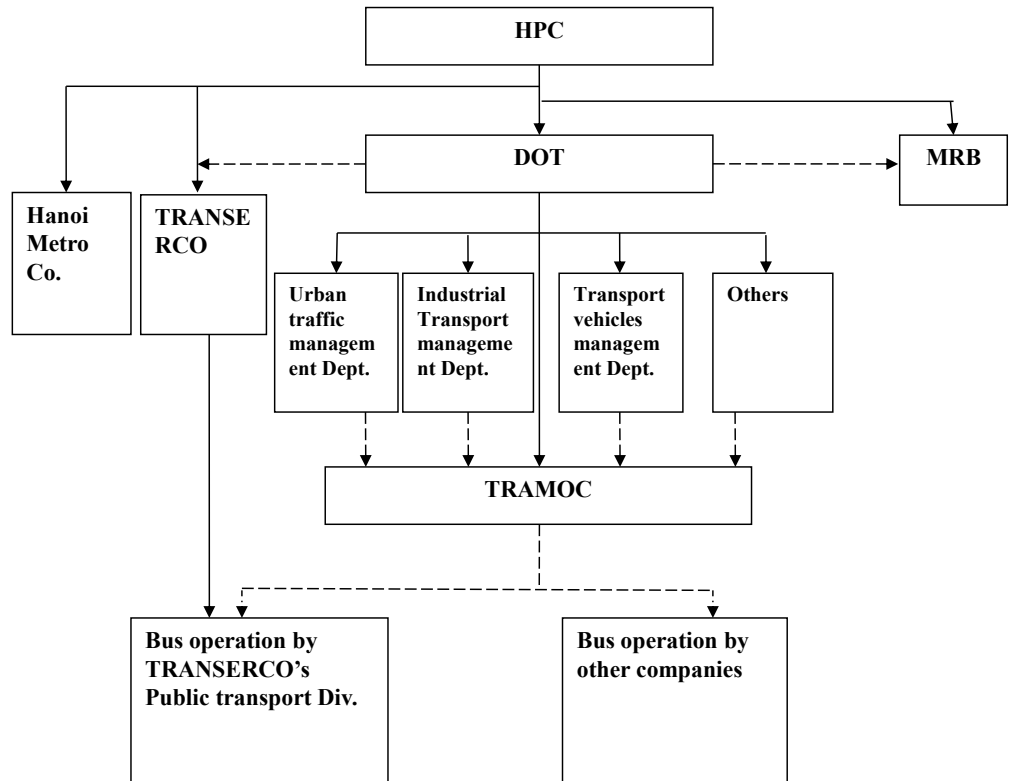 HPC
DOT
MRB
Hanoi
Metro
Co.
TRANSE
RCO
Urban
traffic
managem
ent Dept.
Industrial
Transport
manageme
nt Dept.
Transport
vehicles
managem
ent Dept.
Others
TRAMOC
Bus operation by
TRANSERCO’s
Public transport Div.
Bus operation by
other companies